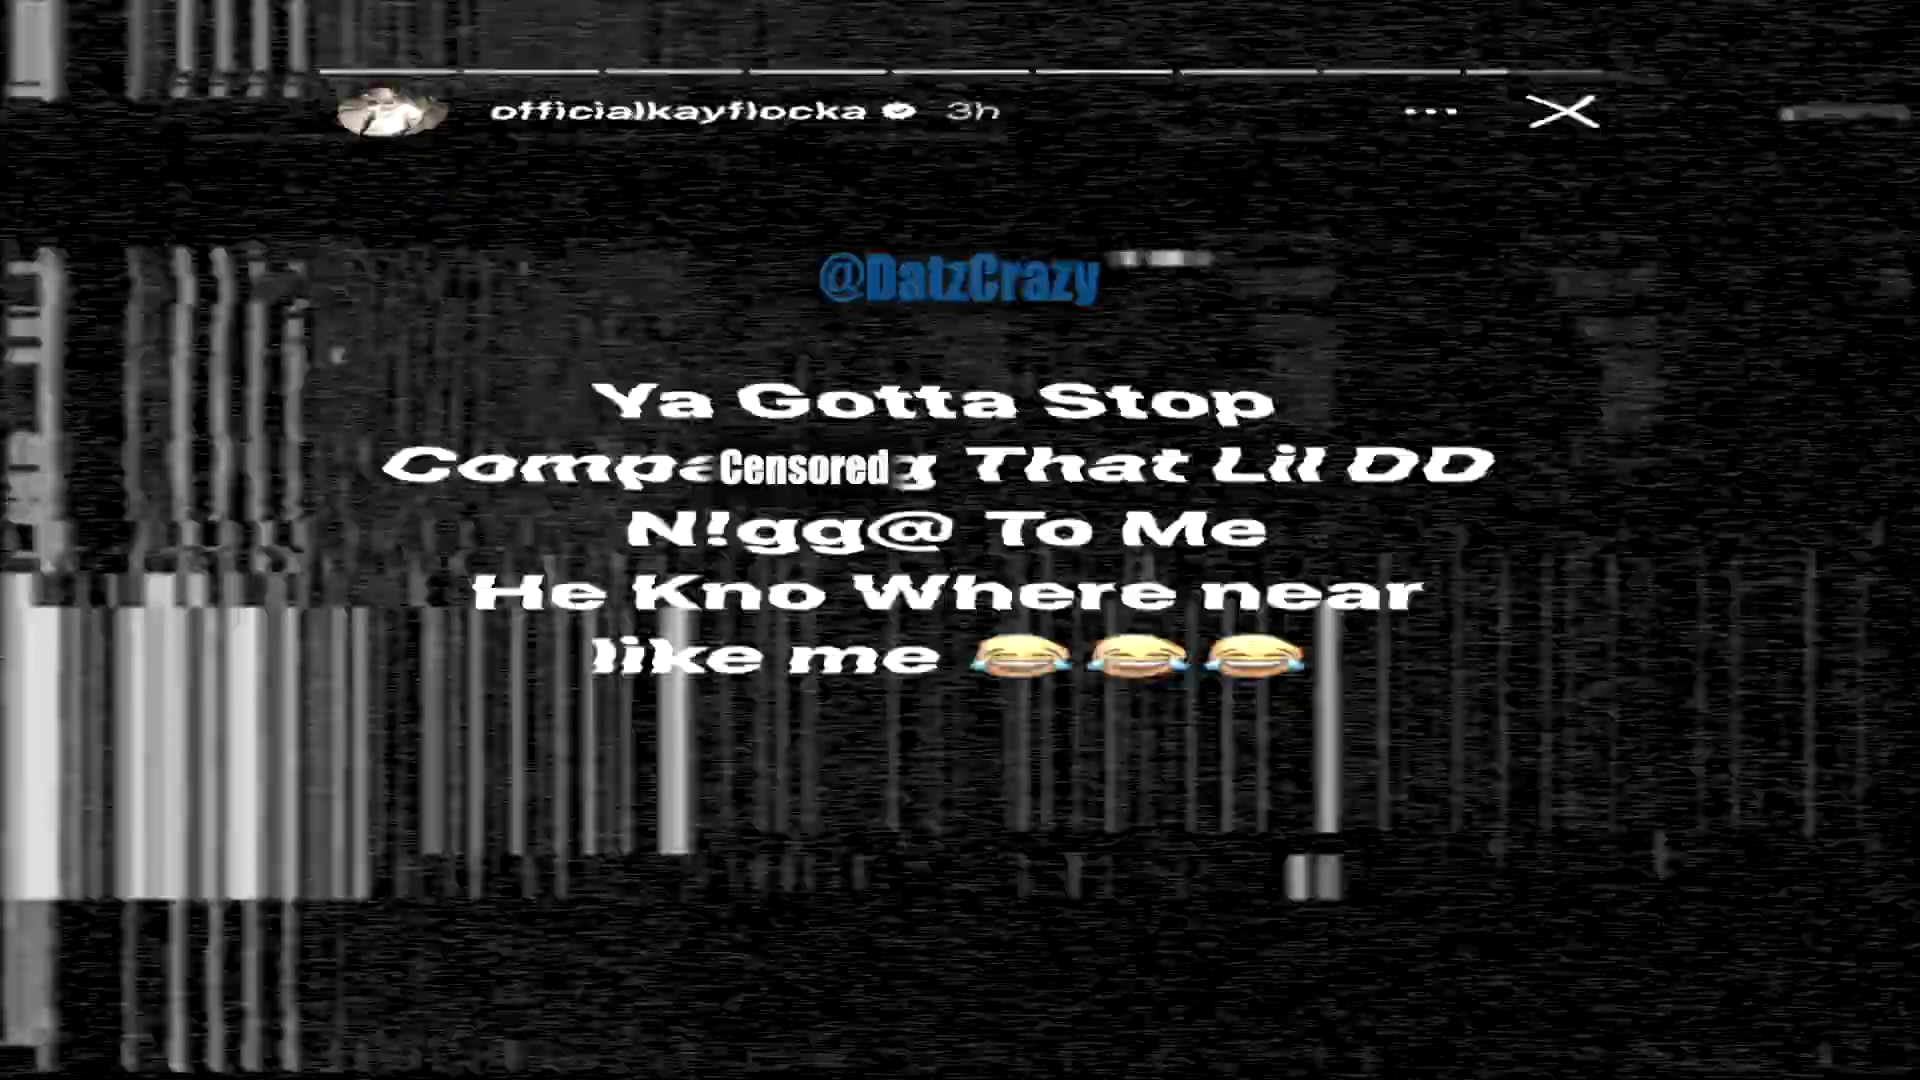 officialkayflocka 3h
@DatzCrazy
Ya Gotta Stop
Censored That Lil DD
N!gg@ To Me
He Kno Where near
like me 😂😂😂